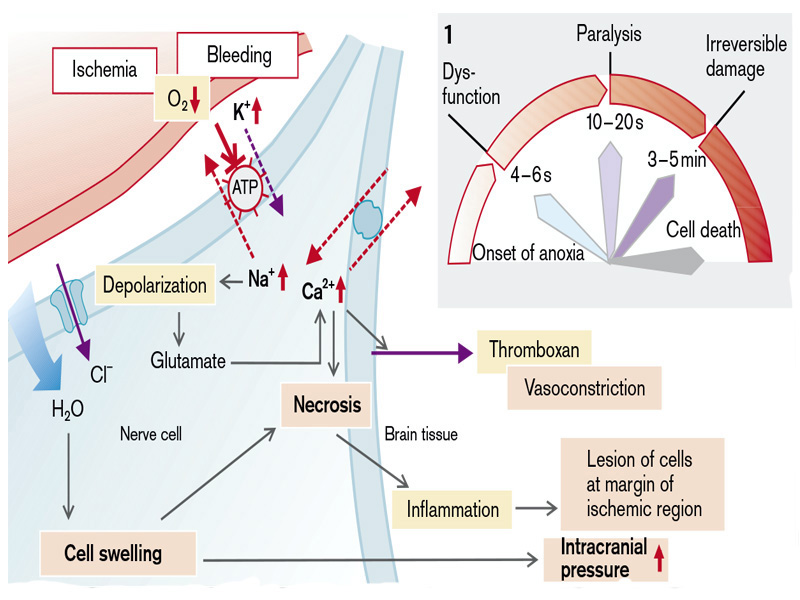 Ischemia
Bleeding
O₂
K⁺
ATP
Na⁺
Ca²⁺
Depolarization
Glutamate
Cl⁻
H₂O
Nerve cell
Necrosis
Brain tissue
Thromboxan
Vasoconstriction
Inflammation
Lesion of cells
at margin of
ischemic region
Cell swelling
Intracranial
pressure
1
Paralysis
Irreversible
damage
Dys-
function
10–20 s
4–6 s
3–5 min
Onset of anoxia
Cell death